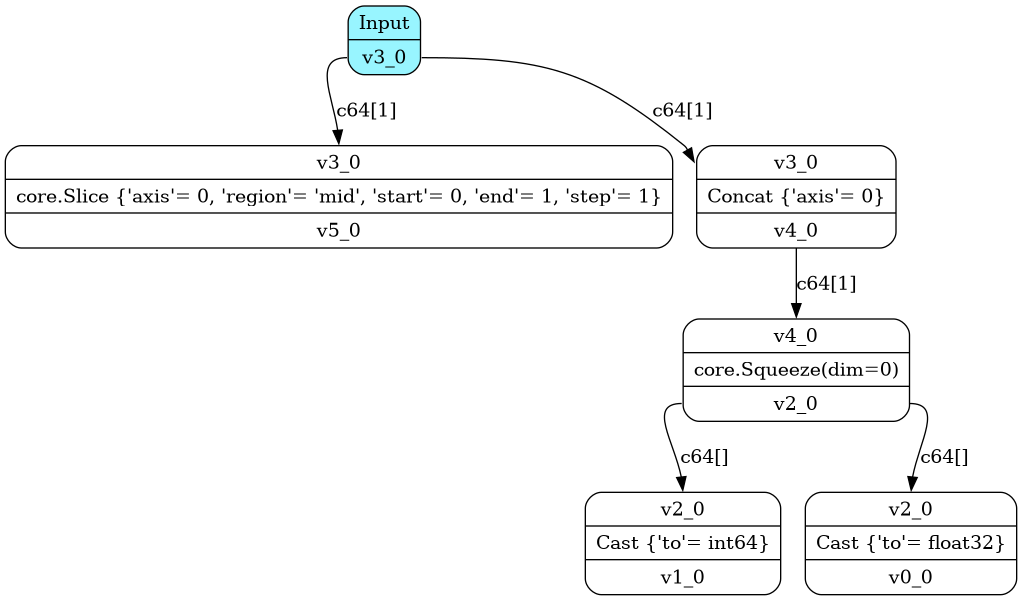 Input
v3_0
c64[1]
c64[1]
v3_0
core.Slice {'axis'= 0, 'region'= 'mid', 'start'= 0, 'end'= 1, 'step'= 1}
v5_0
v3_0
Concat {'axis'= 0}
v4_0
c64[1]
v4_0
core.Squeeze(dim=0)
v2_0
c64[]
c64[]
v2_0
Cast {'to'= int64}
v1_0
v2_0
Cast {'to'= float32}
v0_0